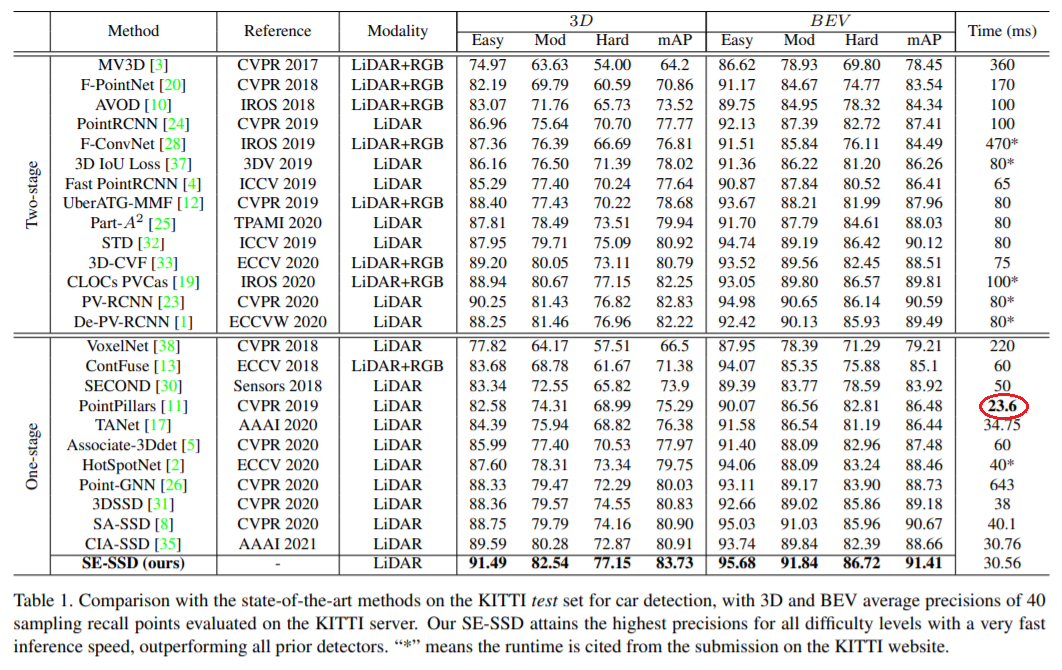 Method Reference Modality 3D BEV Time (ms)
Easy Mod Hard mAP Easy Mod Hard mAP
Two-stage
MV3D [3] CVPR 2017 LiDAR+RGB 74.97 63.63 54.00 64.2 86.62 78.93 69.80 78.45 360
F-PointNet [20] CVPR 2018 LiDAR+RGB 82.19 69.79 60.59 70.86 91.17 84.67 74.77 83.54 170
AVOD [10] IROS 2018 LiDAR+RGB 83.07 71.76 65.73 73.52 89.75 84.95 78.32 84.34 100
PointRCNN [24] CVPR 2019 LiDAR 86.96 75.64 70.70 77.77 92.13 87.39 82.72 87.41 100
F-ConvNet [28] IROS 2019 LiDAR+RGB 87.36 76.39 66.69 76.81 91.51 85.84 76.11 84.49 470*
3D IoU Loss [37] 3DV 2019 LiDAR 86.16 76.50 71.39 78.02 91.36 86.22 81.20 86.26 80*
Fast PointRCNN [4] ICCV 2019 LiDAR 85.29 77.40 70.24 77.64 90.87 87.84 80.52 86.41 65
UberATG-MMF [12] CVPR 2019 LiDAR+RGB 88.40 77.43 70.22 78.68 93.67 88.21 81.99 87.96 80
Part-A² [25] TPAMI 2020 LiDAR 87.81 78.49 73.51 79.94 91.70 87.79 84.61 88.03 80
STD [32] ICCV 2019 LiDAR 87.95 79.71 75.09 80.92 94.74 89.19 86.42 90.12 80
3D-CVF [33] ECCV 2020 LiDAR+RGB 89.20 80.05 73.11 80.79 93.52 89.56 82.45 88.51 75
CLOCs PVCas [19] IROS 2020 LiDAR+RGB 88.94 80.67 77.15 82.25 93.05 89.80 86.57 89.81 100*
PV-RCNN [23] CVPR 2020 LiDAR 90.25 81.43 76.82 82.83 94.98 90.65 86.14 90.59 80*
De-PV-RCNN [1] ECCVW 2020 LiDAR 88.25 81.46 76.96 82.22 92.42 90.13 85.93 89.49 80*
One-stage
VoxelNet [38] CVPR 2018 LiDAR 77.82 64.17 57.51 66.5 87.95 78.39 71.29 79.21 220
ContFuse [13] ECCV 2018 LiDAR+RGB 83.68 68.78 61.67 71.38 94.07 85.35 75.88 85.1 60
SECOND [30] Sensors 2018 LiDAR 83.34 72.55 65.82 73.9 89.39 83.77 78.59 83.92 50
PointPillars [11] CVPR 2019 LiDAR 82.58 74.31 68.99 75.29 90.07 86.56 82.81 86.48 23.6
TANet [17] AAAI 2020 LiDAR 84.39 75.94 68.82 76.38 91.58 86.54 81.19 86.44 34.75
Associate-3Ddet [5] CVPR 2020 LiDAR 85.99 77.40 70.53 77.97 91.40 88.09 82.96 87.48 60
HotSpotNet [2] ECCV 2020 LiDAR 87.60 78.31 73.34 79.75 94.06 88.09 83.24 88.46 40*
Point-GNN [26] CVPR 2020 LiDAR 88.33 79.47 72.29 80.03 93.11 89.17 83.90 88.73 643
3DSSD [31] CVPR 2020 LiDAR 88.36 79.57 74.55 80.83 92.66 89.02 85.86 89.18 38
SA-SSD [8] CVPR 2020 LiDAR 88.75 79.79 74.16 80.90 95.03 91.03 85.96 90.67 40.1
CIA-SSD [35] AAAI 2021 LiDAR 89.59 80.28 72.87 80.91 93.74 89.84 82.39 88.66 30.76
SE-SSD (ours) - LiDAR 91.49 82.54 77.15 83.73 95.68 91.84 86.72 91.41 30.56
Table 1. Comparison with the state-of-the-art methods on the KITTI test set for car detection, with 3D and BEV average precisions of 40
sampling recall points evaluated on the KITTI server. Our SE-SSD attains the highest precisions for all difficulty levels with a very fast
inference speed, outperforming all prior detectors. “*” means the runtime is cited from the submission on the KITTI website.